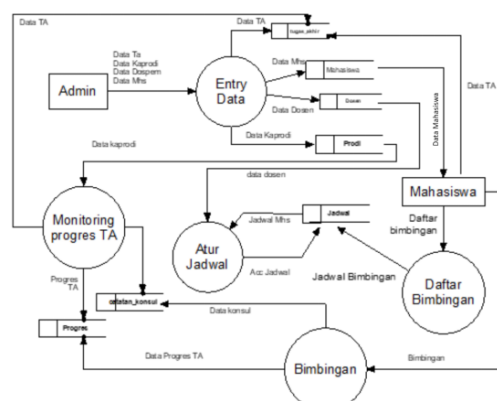 Data TA
Data TA
tugas_akhir
Data Ta
Data Kaprodi
Data Dospem
Data Mhs
Data Mhs
Mahasiswa
Admin
Entry
Data
Data TA
Data Dosen
Dosen
Data Mahasiswa
Data Kaprodi
Prodi
Data kaprodi
data dosen
Mahasiswa
Monitoring
progres TA
Jadwal Mhs
Jadwal
Daftar
bimbingan
Atur
Jadwal
Acc Jadwal
Jadwal Bimbingan
Daftar
Bimbingan
Progres
TA
catatan_konsul
Data konsul
Progres
Data Progres TA
Bimbingan
Bimbingan